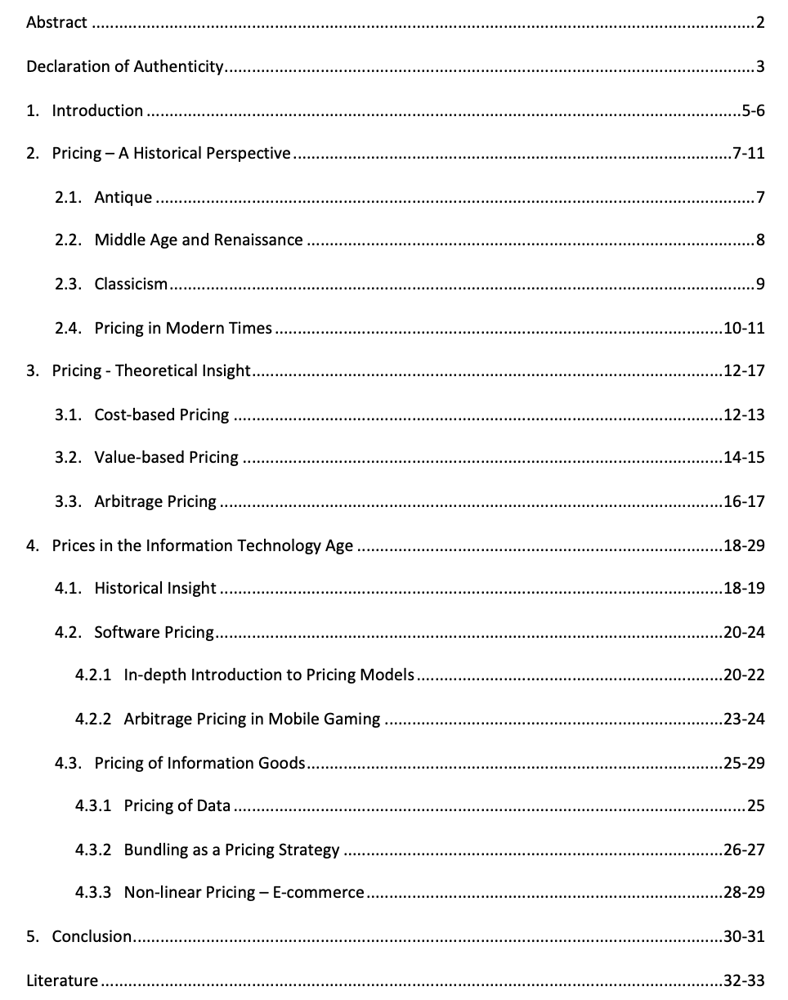 Abstract ........ 2
Declaration of Authenticity ........ 3
1. Introduction ........ 5-6
2. Pricing – A Historical Perspective ........ 7-11
2.1. Antique ........ 7
2.2. Middle Age and Renaissance ........ 8
2.3. Classicism ........ 9
2.4. Pricing in Modern Times ........ 10-11
3. Pricing - Theoretical Insight ........ 12-17
3.1. Cost-based Pricing ........ 12-13
3.2. Value-based Pricing ........ 14-15
3.3. Arbitrage Pricing ........ 16-17
4. Prices in the Information Technology Age ........ 18-29
4.1. Historical Insight ........ 18-19
4.2. Software Pricing ........ 20-24
4.2.1 In-depth Introduction to Pricing Models ........ 20-22
4.2.2 Arbitrage Pricing in Mobile Gaming ........ 23-24
4.3. Pricing of Information Goods ........ 25-29
4.3.1 Pricing of Data ........ 25
4.3.2 Bundling as a Pricing Strategy ........ 26-27
4.3.3 Non-linear Pricing – E-commerce ........ 28-29
5. Conclusion ........ 30-31
Literature ........ 32-33